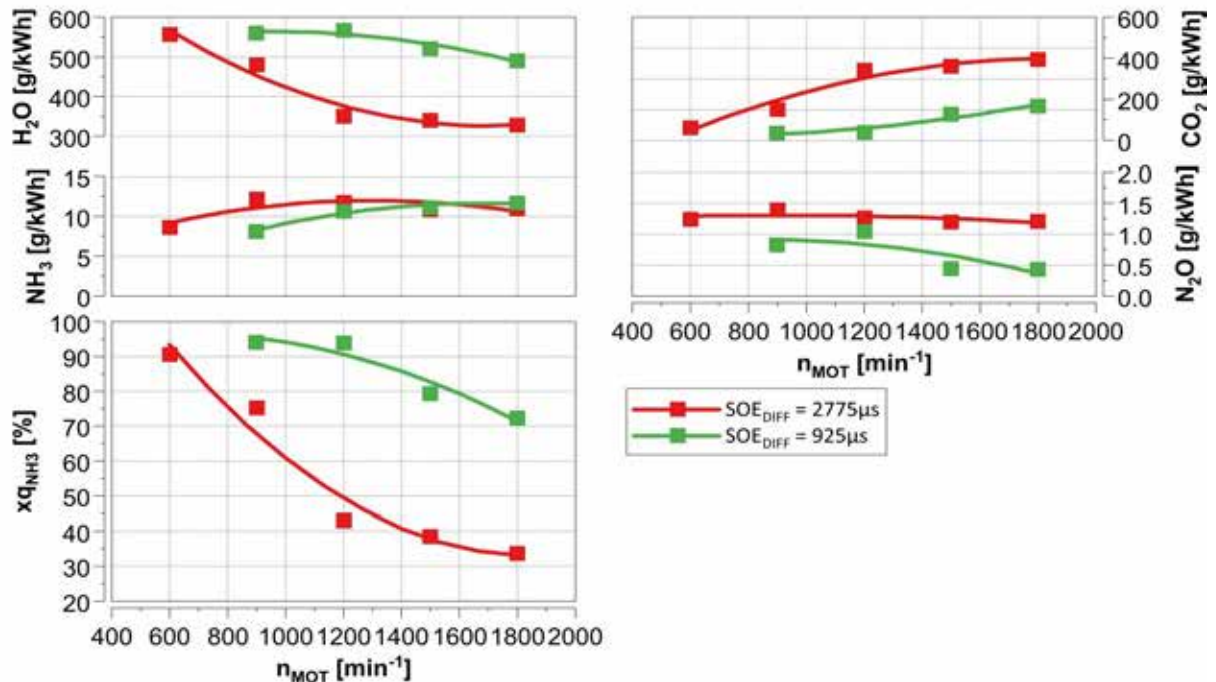 H₂O [g/kWh]
600
500
400
300
NH₃ [g/kWh]
15
10
5
0
xqNH3 [%]
100
90
80
70
60
50
40
30
20
400 600 800 1000 1200 1400 1600 1800 2000
nMOT [min⁻¹]
600
400
200
0
CO₂ [g/kWh]
2.0
1.5
1.0
0.5
0.0
N₂O [g/kWh]
400 600 800 1000 1200 1400 1600 1800 2000
nMOT [min⁻¹]
SOEDIFF = 2775µs
SOEDIFF = 925µs